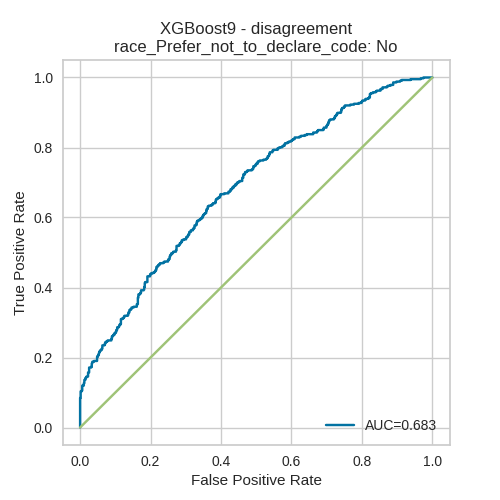 XGBoost9 - disagreement
race_Prefer_not_to_declare_code: No
1.0
0.8
0.6
0.4
0.2
0.0
True Positive Rate
AUC=0.683
0.0 0.2 0.4 0.6 0.8 1.0
False Positive Rate